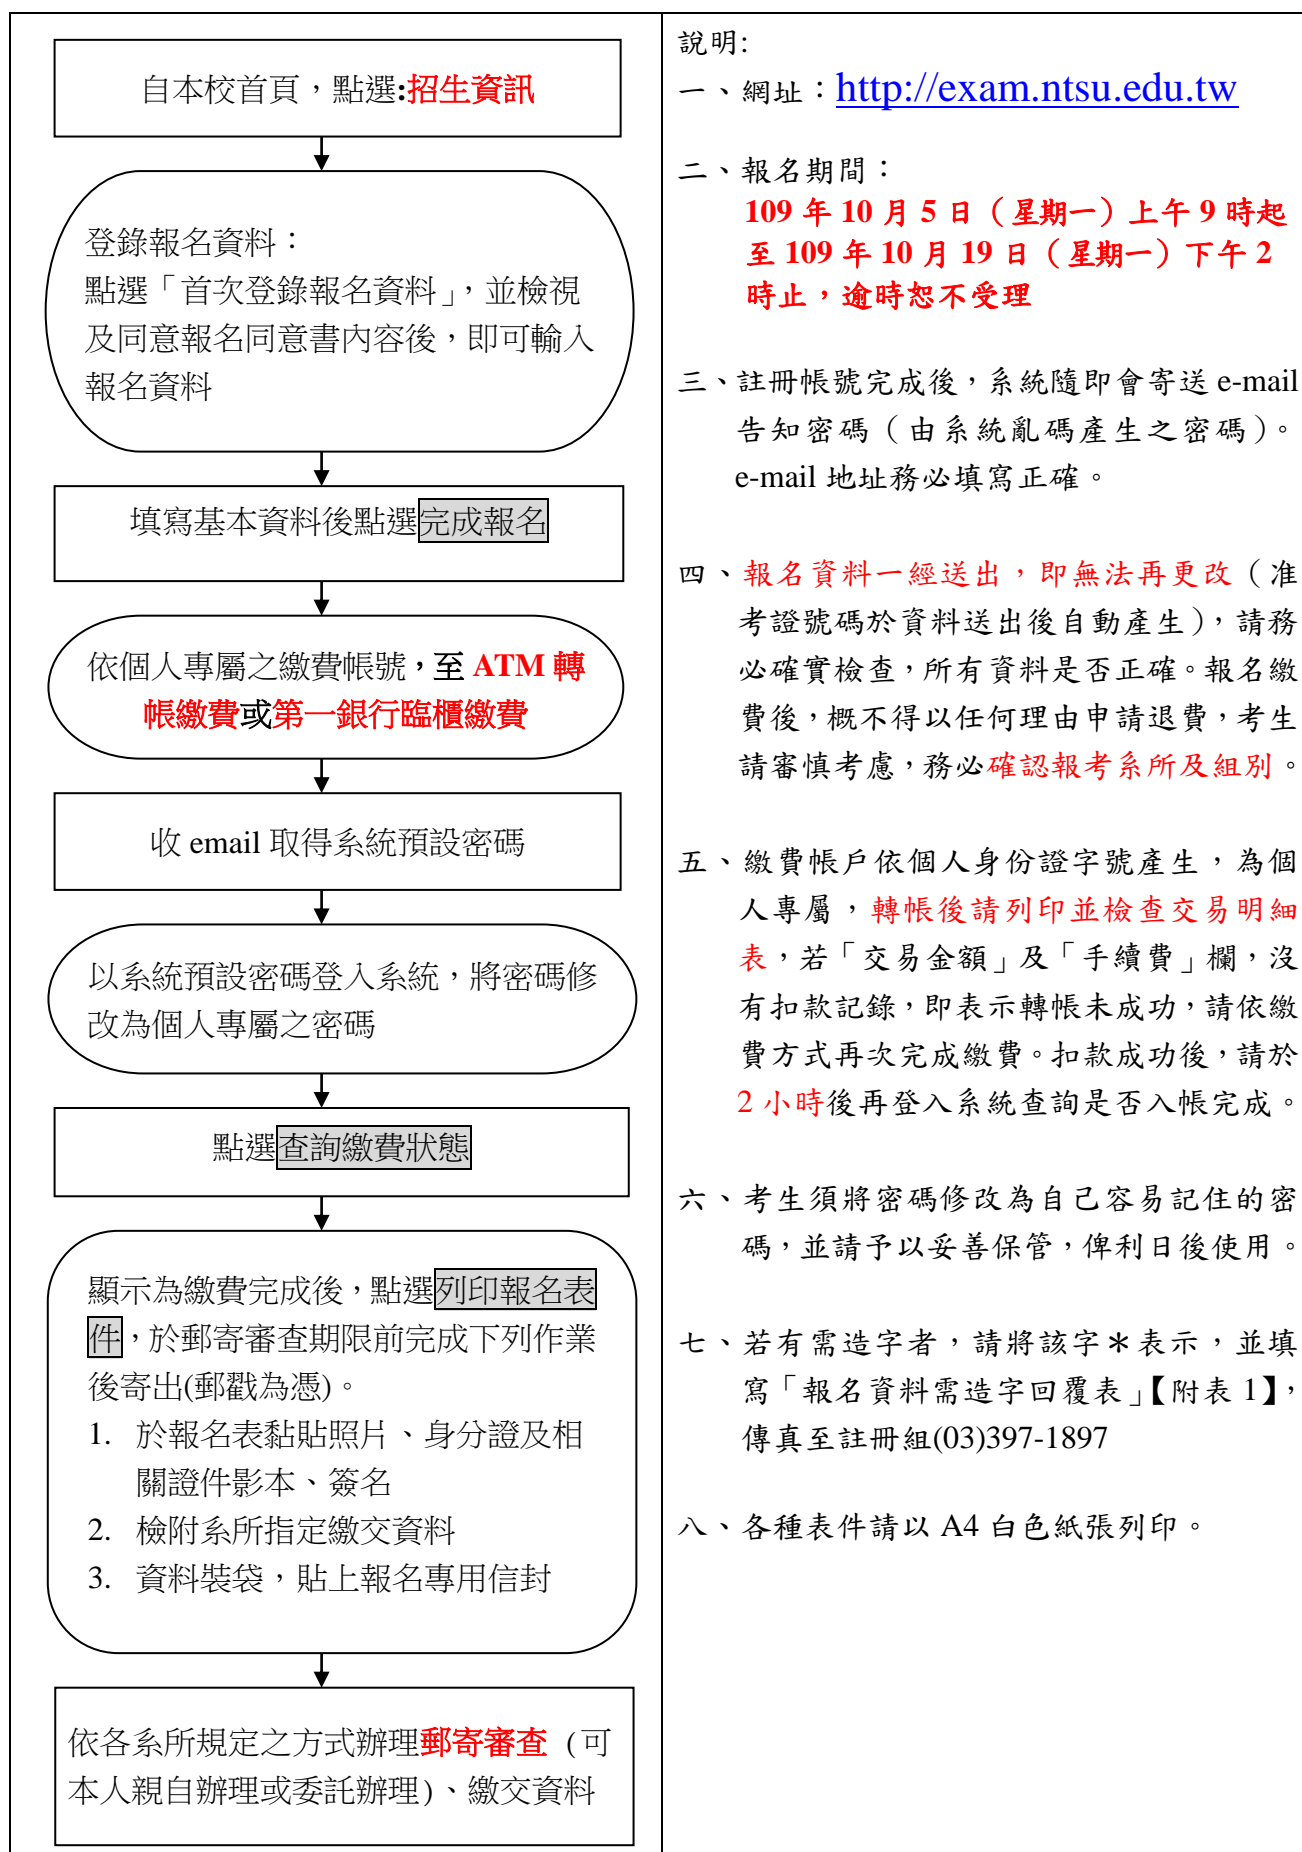 自本校首頁，點選:招生資訊
登錄報名資料：
點選「首次登錄報名資料」，並檢視
及同意報名同意書內容後，即可輸入
報名資料
填寫基本資料後點選完成報名
依個人專屬之繳費帳號，至 ATM 轉
帳繳費或第一銀行臨櫃繳費
收 email 取得系統預設密碼
以系統預設密碼登入系統，將密碼修
改為個人專屬之密碼
點選查詢繳費狀態
顯示為繳費完成後，點選列印報名表
件，於郵寄審查期限前完成下列作業
後寄出(郵戳為憑)。
1. 於報名表黏貼照片、身分證及相
關證件影本、簽名
2. 檢附系所指定繳交資料
3. 資料裝袋，貼上報名專用信封
依各系所規定之方式辦理郵寄審查（可
本人親自辦理或委託辦理）、繳交資料
說明:
一、網址：http://exam.ntsu.edu.tw
二、報名期間：
109 年 10 月 5 日（星期一）上午 9 時起
至 109 年 10 月 19 日（星期一）下午 2
時止，逾時恕不受理
三、註冊帳號完成後，系統隨即會寄送 e-mail
告知密碼（由系統亂碼產生之密碼）。
e-mail 地址務必填寫正確。
四、報名資料一經送出，即無法再更改（准
考證號碼於資料送出後自動產生），請務
必確實檢查，所有資料是否正確。報名繳
費後，概不得以任何理由申請退費，考生
請審慎考慮，務必確認報考系所及組別。
五、繳費帳戶依個人身份證字號產生，為個
人專屬，轉帳後請列印並檢查交易明細
表，若「交易金額」及「手續費」欄，沒
有扣款記錄，即表示轉帳未成功，請依繳
費方式再次完成繳費。扣款成功後，請於
2 小時後再登入系統查詢是否入帳完成。
六、考生須將密碼修改為自己容易記住的密
碼，並請予以妥善保管，俾利日後使用。
七、若有需造字者，請將該字＊表示，並填
寫「報名資料需造字回覆表」【附表 1】，
傳真至註冊組(03)397-1897
八、各種表件請以 A4 白色紙張列印。